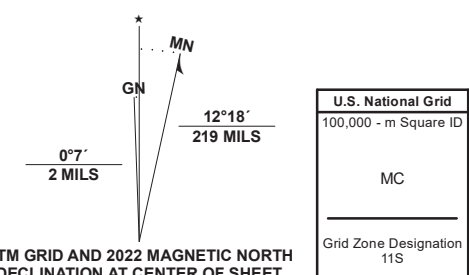 MN
GN
12°18´
219 MILS
0°7´
2 MILS
TM GRID AND 2022 MAGNETIC NORTH
DECLINATION AT CENTER OF SHEET
U.S. National Grid
100,000 - m Square ID
MC
Grid Zone Designation
11S